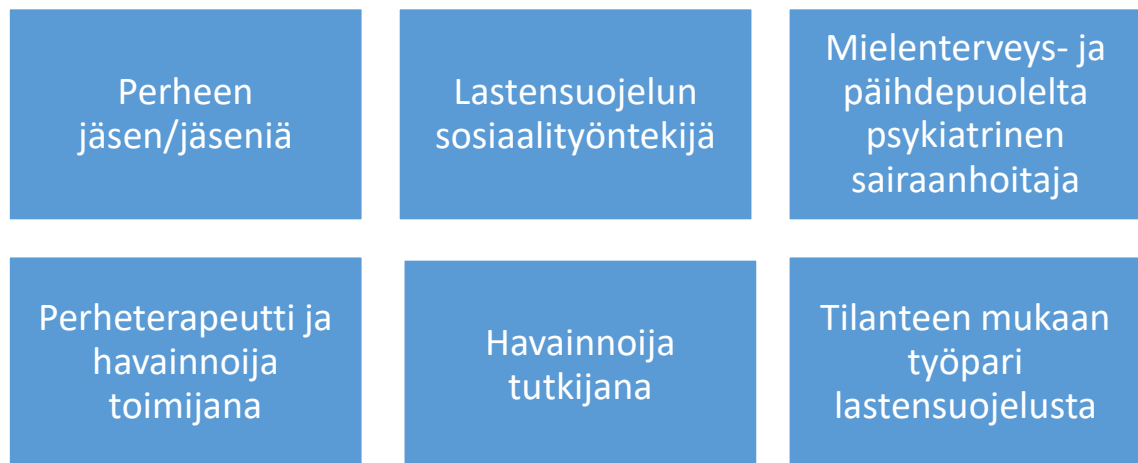 Perheen
jäsen/jäseniä
Lastensuojelun
sosiaalityöntekijä
Mielenterveys- ja
päihdepuolelta
psykiatrinen
sairaanhoitaja
Perheterapeutti ja
havainnoija
toimijana
Havainnoija
tutkijana
Tilanteen mukaan
työpari
lastensuojelusta